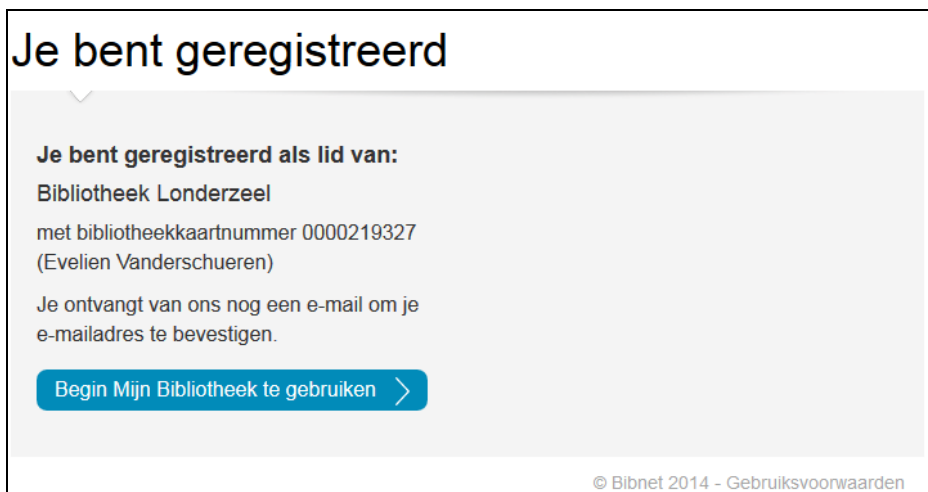 Je bent geregistreerd
Je bent geregistreerd als lid van:
Bibliotheek Londerzeel
met bibliotheekkaartnummer 0000219327
(Evelien Vanderschueren)
Je ontvangt van ons nog een e-mail om je
e-mailadres te bevestigen.
Begin Mijn Bibliotheek te gebruiken
© Bibnet 2014 - Gebruiksvoorwaarden